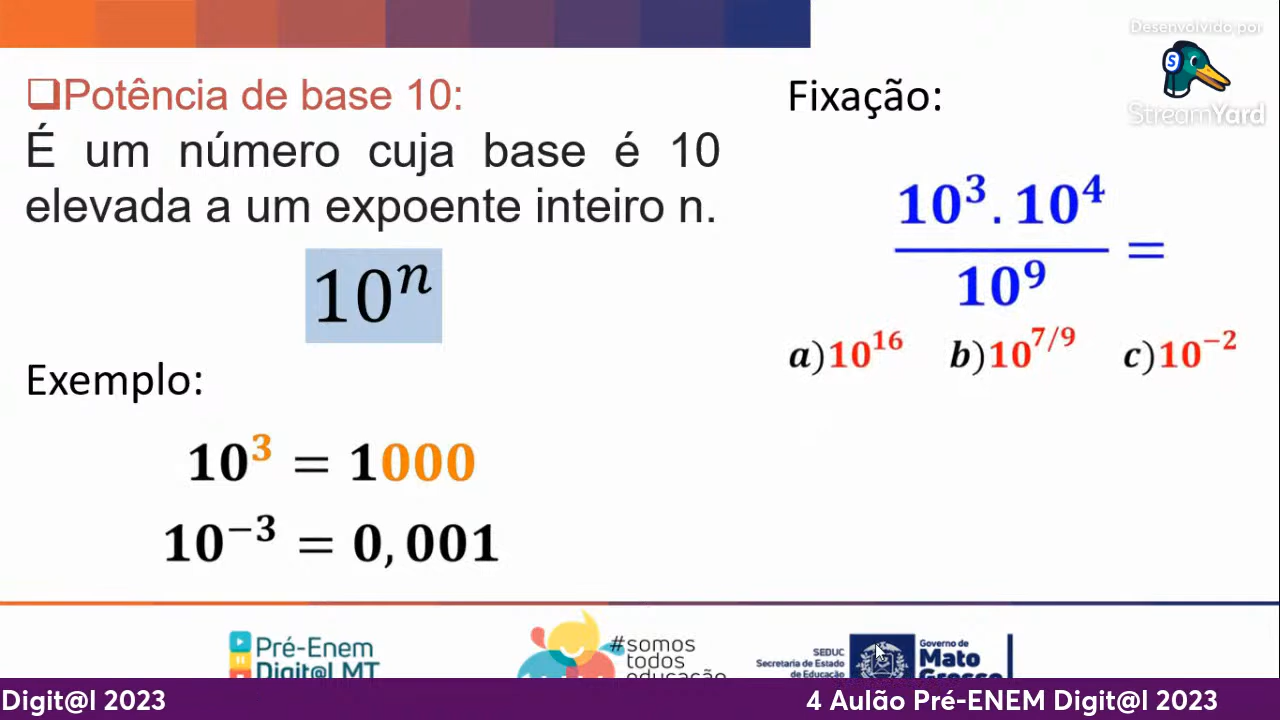 Desenvolvido por
StreamYard
❑Potência de base 10:
É um número cuja base é 10
elevada a um expoente inteiro n.
10ⁿ
Exemplo:
10³ = 1000
10⁻³ = 0,001
Fixação:
10³ . 10⁴
10⁹
=
a)10¹⁶ b)10^{7/9} c)10⁻²
Pré-Enem
Digit@l MT
#somos
todos
educação
SEDUC
Secretaria de Estado
de Educação
Governo de
Mato
Grosso
Digit@l 2023
4 Aulão Pré-ENEM Digit@l 2023